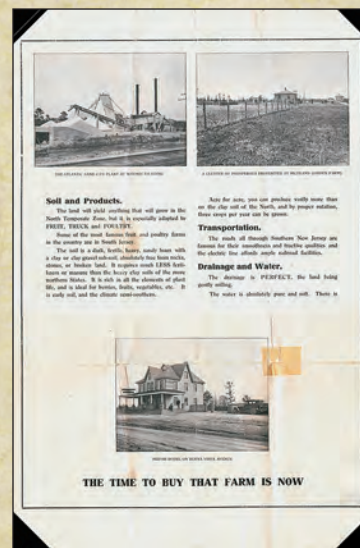 Soil and Products.
The land will yield anything that will grow in the
North Temperate Zone, but it is especially adapted to
FRUIT, TRUCK and POULTRY.
Some of the most famous fruit and poultry farms
in the country are in South Jersey.
The soil is a dark, fertile, heavy, sandy loam with
a clay or clay gravel sub-soil, absolutely free from rocks,
stones, or broken land. It requires much LESS ferti-
lizers or manure than the heavy clay soils of the more
northern States. It is rich in all the elements of plant
life, and is ideal for berries, fruits, vegetables, etc. It
is early soil, and the climate semi-southern.
Acre for acre, you can produce vastly more than
on the clay soil of the North, and by proper rotation,
three crops per year can be grown.
Transportation.
The roads all through Southern New Jersey are
famous for their smoothness and tractive qualities and
the electric line affords ample railroad facilities.
Drainage and Water.
The drainage is PERFECT, the land being
gently rolling.
The water is absolutely pure and soft. There is
THE TIME TO BUY THAT FARM IS NOW